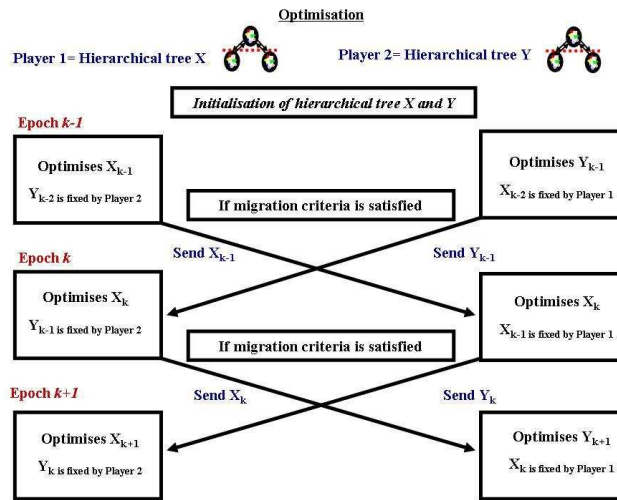 Optimisation
Player 1= Hierarchical tree X
Player 2= Hierarchical tree Y
Initialisation of hierarchical tree X and Y
Epoch k-1
Optimises Xk-1
Yk-2 is fixed by Player 2
Optimises Yk-1
Xk-2 is fixed by Player 1
If migration criteria is satisfied
Send Xk-1
Send Yk-1
Epoch k
Optimises Xk
Yk-1 is fixed by Player 2
Optimises Xk
Xk-1 is fixed by Player 1
If migration criteria is satisfied
Send Xk
Send Yk
Epoch k+1
Optimises Xk+1
Yk is fixed by Player 2
Optimises Yk+1
Xk is fixed by Player 1